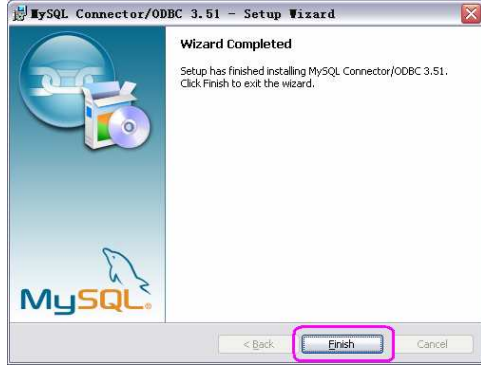 MySQL Connector/ODBC 3.51 - Setup Wizard
Wizard Completed
Setup has finished installing MySQL Connector/ODBC 3.51.
Click Finish to exit the wizard.
MySQL.
< Back Finish Cancel